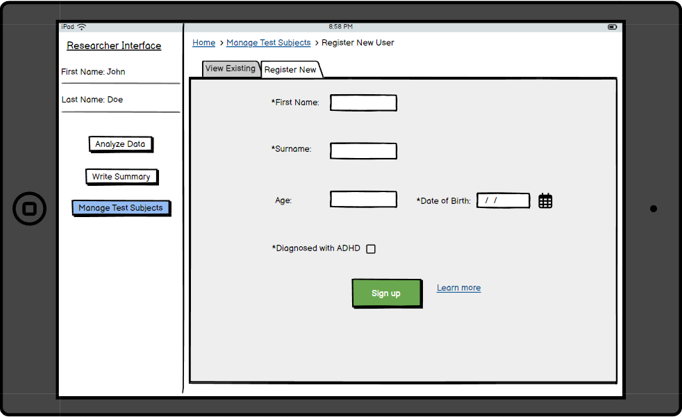 iPad
8:58 PM
Researcher Interface
First Name: John
Last Name: Doe
Analyze Data
Write Summary
Manage Test Subjects
Home > Manage Test Subjects > Register New User
View Existing
Register New
*First Name:
*Surname:
Age:
*Date of Birth: / /
*Diagnosed with ADHD
Sign up
Learn more